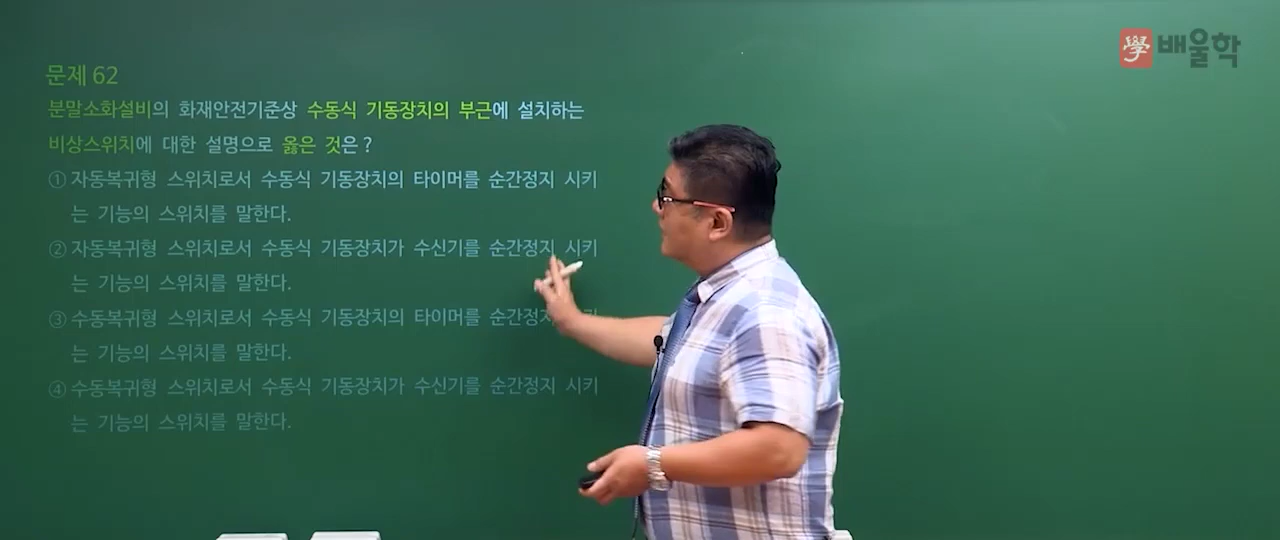 學 배울학
문제 62
분말소화설비의 화재안전기준상 수동식 기동장치의 부근에 설치하는
비상스위치에 대한 설명으로 옳은 것은?
① 자동복귀형 스위치로서 수동식 기동장치의 타이머를 순간정지 시키
는 기능의 스위치를 말한다.
② 자동복귀형 스위치로서 수동식 기동장치가 수신기를 순간정지 시키
는 기능의 스위치를 말한다.
③ 수동복귀형 스위치로서 수동식 기동장치의 타이머를
는 기능의 스위치를 말한다.
④ 수동복귀형 스위치로서 수동식 기동장치가 수신기를 순간정지 시키
는 기능의 스위치를 말한다.